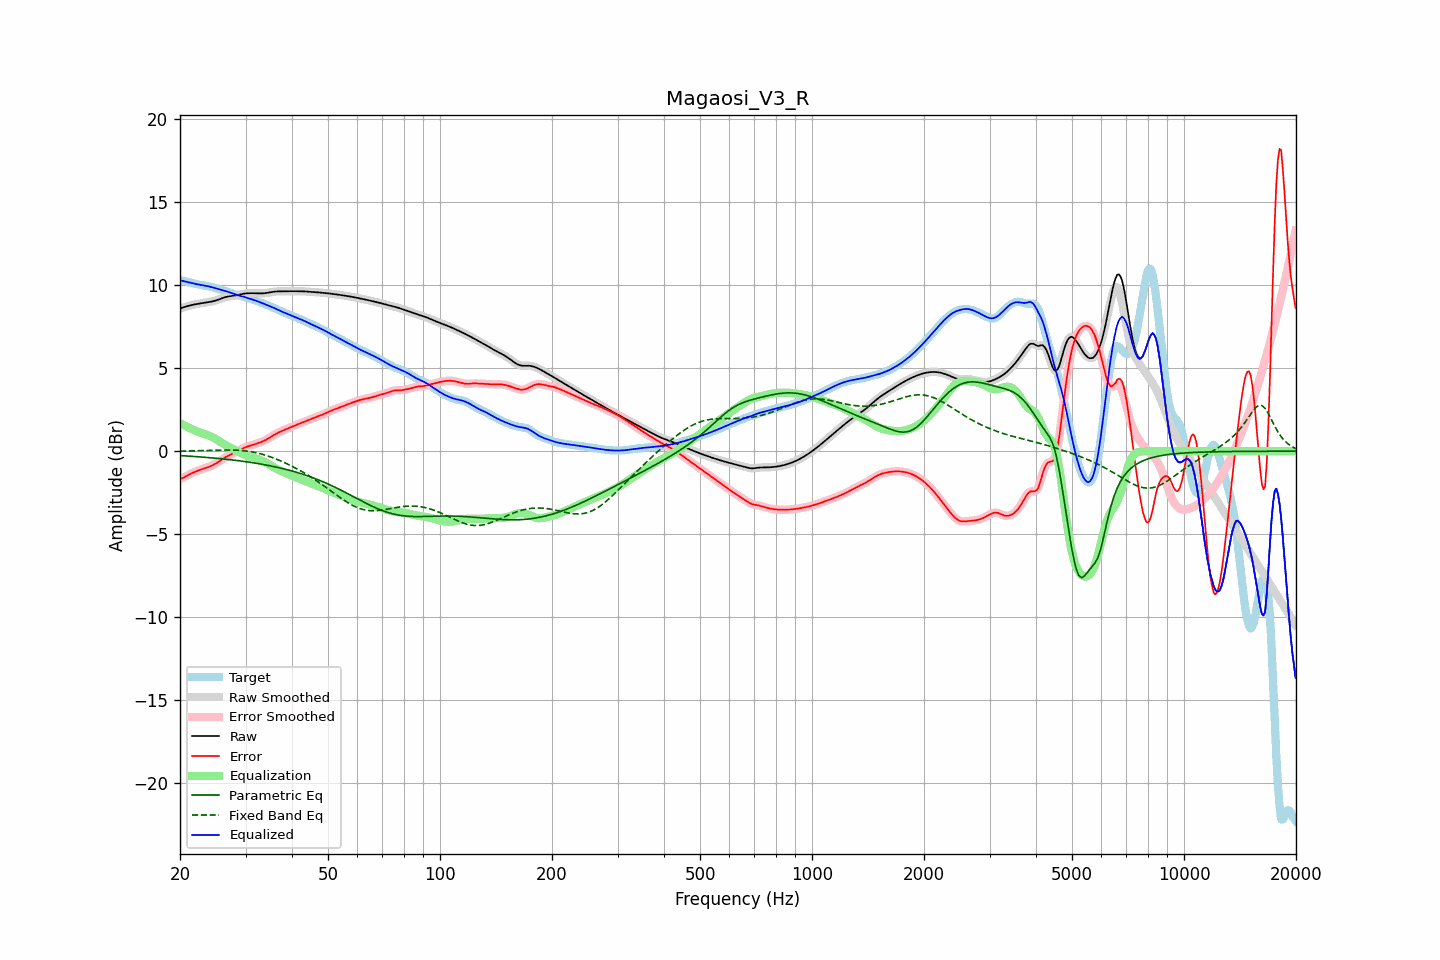 Magaosi_V3_R
Amplitude (dBr)
20
15
10
5
0
−5
−10
−15
−20
Target
Raw Smoothed
Error Smoothed
Raw
Error
Equalization
Parametric Eq
Fixed Band Eq
Equalized
20 50 100 200 500 1000 2000 5000 10000 20000
Frequency (Hz)